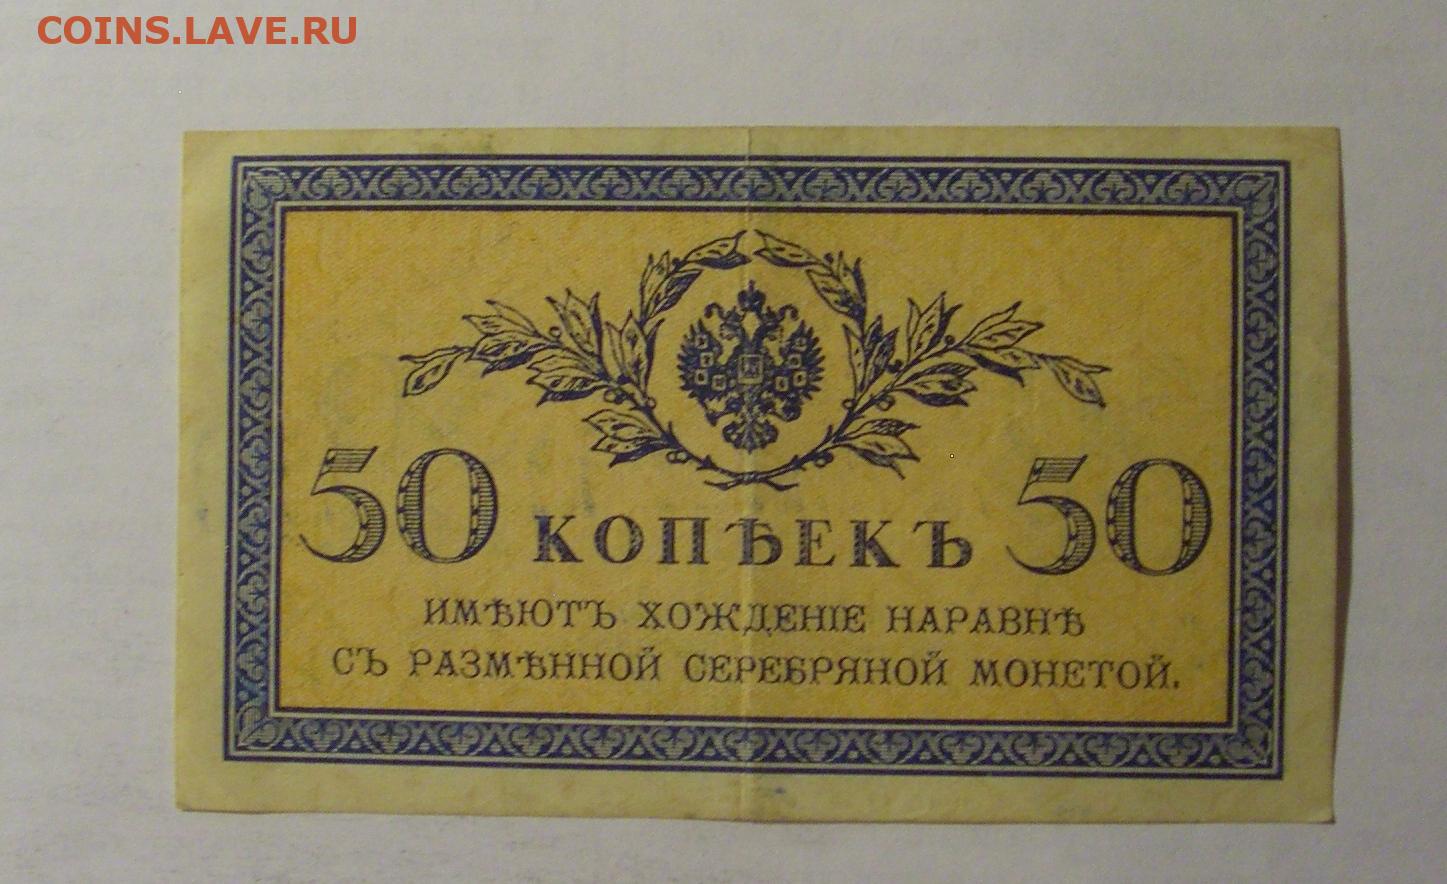 COINS.LAVE.RU
50 КОПѢЕКЪ 50
ИМѢЮТЪ ХОЖДЕНІЕ НАРАВНѢ
СЪ РАЗМѢННОЙ СЕРЕБРЯНОЙ МОНЕТОЙ.